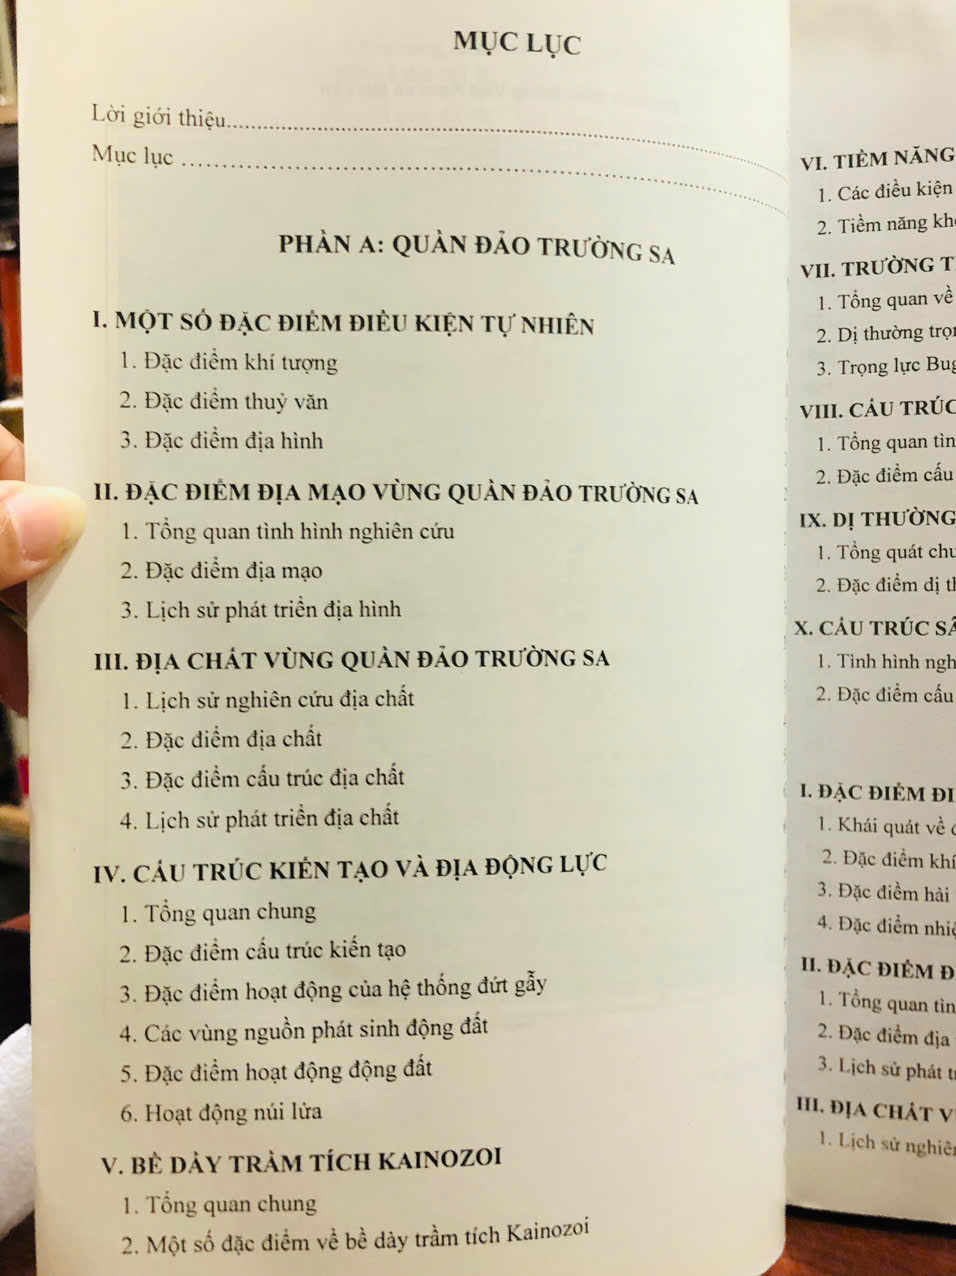 MỤC LỤC
Lời giới thiệu
Mục lục
PHẦN A: QUẦN ĐẢO TRƯỜNG SA
I. MỘT SỐ ĐẶC ĐIỂM ĐIỀU KIỆN TỰ NHIÊN
1. Đặc điểm khí tượng
2. Đặc điểm thuỷ văn
3. Đặc điểm địa hình
II. ĐẶC ĐIỂM ĐỊA MẠO VÙNG QUẦN ĐẢO TRƯỜNG SA
1. Tổng quan tình hình nghiên cứu
2. Đặc điểm địa mạo
3. Lịch sử phát triển địa hình
III. ĐỊA CHẤT VÙNG QUẦN ĐẢO TRƯỜNG SA
1. Lịch sử nghiên cứu địa chất
2. Đặc điểm địa chất
3. Đặc điểm cấu trúc địa chất
4. Lịch sử phát triển địa chất
IV. CẤU TRÚC KIẾN TẠO VÀ ĐỊA ĐỘNG LỰC
1. Tổng quan chung
2. Đặc điểm cấu trúc kiến tạo
3. Đặc điểm hoạt động của hệ thống đứt gẫy
4. Các vùng nguồn phát sinh động đất
5. Đặc điểm hoạt động động đất
6. Hoạt động núi lửa
V. BỀ DÀY TRẦM TÍCH KAINOZOI
1. Tổng quan chung
2. Một số đặc điểm về bề dày trầm tích Kainozoi
VI. TIỀM NĂNG
1. Các điều kiện
2. Tiềm năng
VII. TRƯỜNG
1. Tổng quan về
2. Dị thường
3. Trọng lực
VIII. CẤU TRÚC
1. Tổng quan
2. Đặc điểm cấu
IX. DỊ THƯỜNG
1. Tổng quát
2. Đặc điểm dị
X. CẤU TRÚC
1. Tình hình
2. Đặc điểm cấu
I. ĐẶC ĐIỂM
1. Khái quát về
2. Đặc điểm
3. Đặc điểm hải
4. Đặc điểm
II. ĐẶC ĐIỂM
1. Tổng quan
2. Đặc điểm địa
3. Lịch sử phát
III. ĐỊA CHẤT
1. Lịch sử